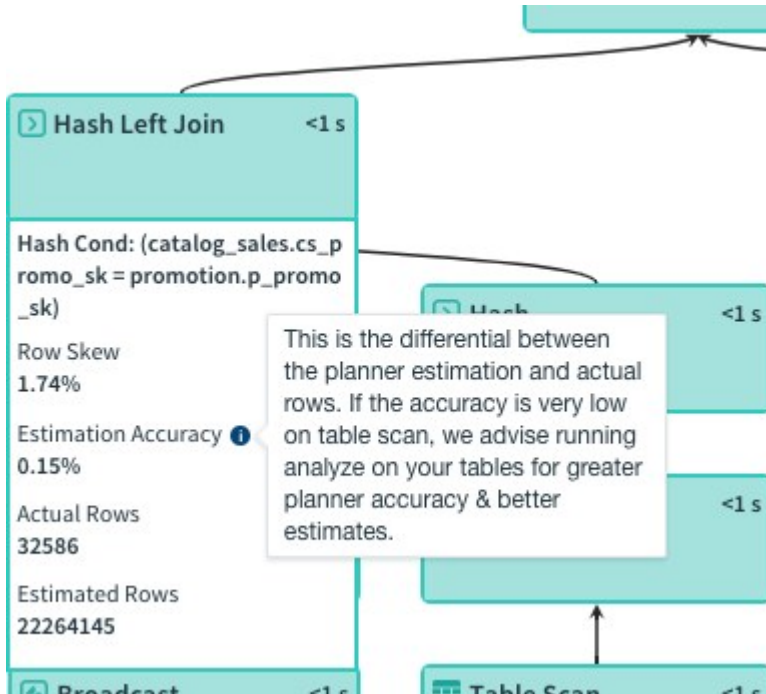 Hash Left Join <1 s
Hash Cond: (catalog_sales.cs_p
romo_sk = promotion.p_promo
_sk)
Row Skew
1.74%
Estimation Accuracy
0.15%
Actual Rows
32586
Estimated Rows
22264145
This is the differential between
the planner estimation and actual
rows. If the accuracy is very low
on table scan, we advise running
analyze on your tables for greater
planner accuracy & better
estimates.
Hash <1 s
<1 s
Broadcast <1 s
Table Scan <1 s